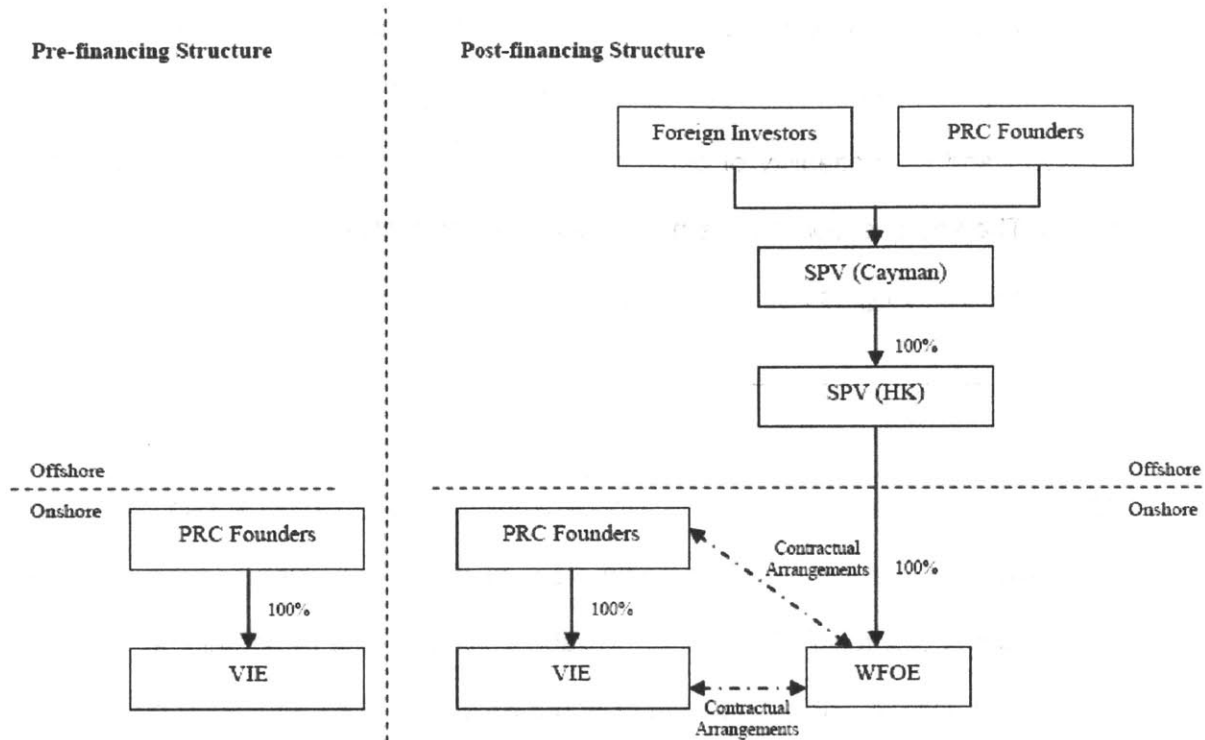 Pre-financing Structure
Post-financing Structure
Foreign Investors
PRC Founders
SPV (Cayman)
100%
SPV (HK)
Offshore
Offshore
Onshore
Onshore
PRC Founders
PRC Founders
Contractual
Arrangements
100%
100%
100%
VIE
VIE
WFOE
Contractual
Arrangements